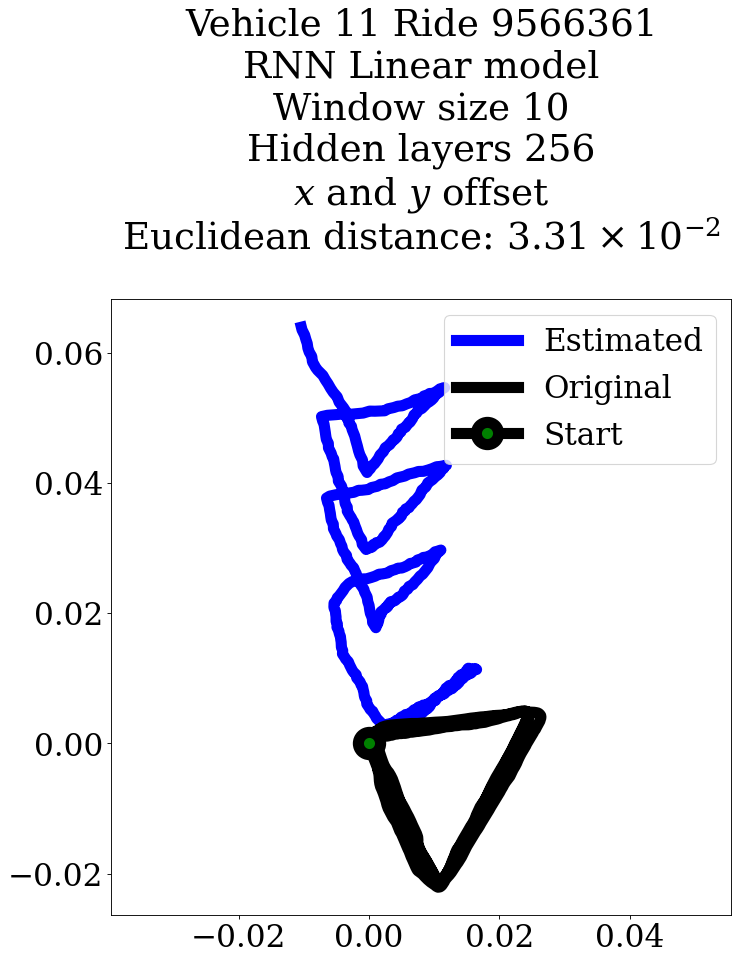 Vehicle 11 Ride 9566361
RNN Linear model
Window size 10
Hidden layers 256
x and y offset
Euclidean distance: 3.31 × 10⁻²
Estimated
Original
Start
0.06
0.04
0.02
0.00
−0.02
−0.02 0.00 0.02 0.04